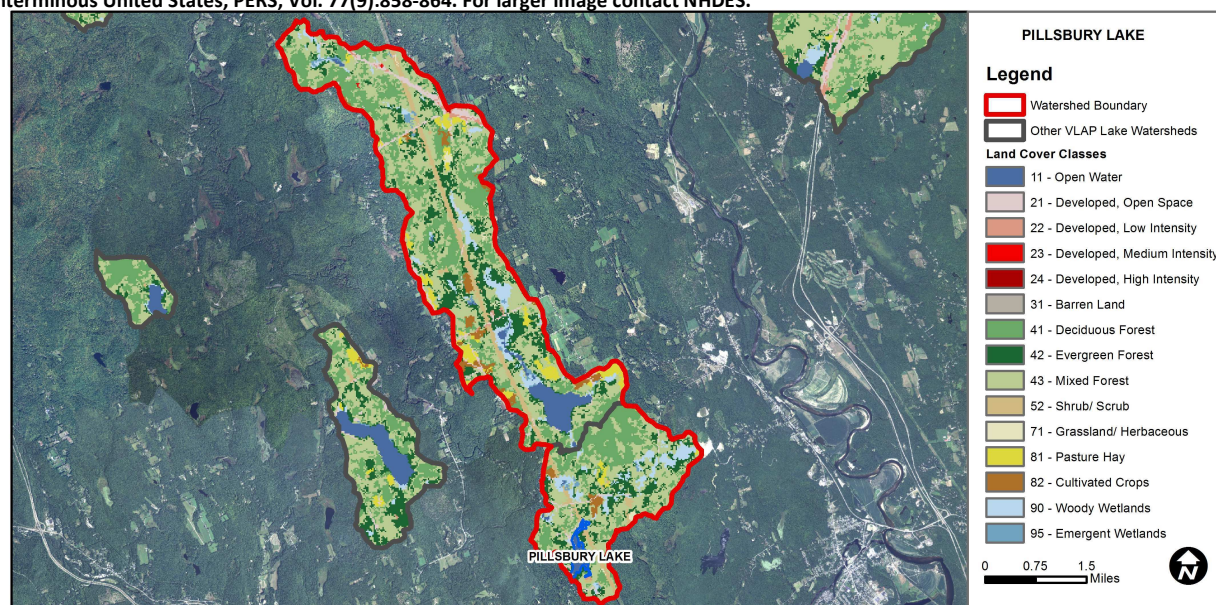 nterminous United States, PERS, Vol. 77(9):858-864. For larger image contact NHDES.
PILLSBURY LAKE
Legend
Watershed Boundary
Other VLAP Lake Watersheds
Land Cover Classes
11 - Open Water
21 - Developed, Open Space
22 - Developed, Low Intensity
23 - Developed, Medium Intensity
24 - Developed, High Intensity
31 - Barren Land
41 - Deciduous Forest
42 - Evergreen Forest
43 - Mixed Forest
52 - Shrub/ Scrub
71 - Grassland/ Herbaceous
81 - Pasture Hay
82 - Cultivated Crops
90 - Woody Wetlands
95 - Emergent Wetlands
PILLSBURY LAKE
0 0.75 1.5
Miles
N